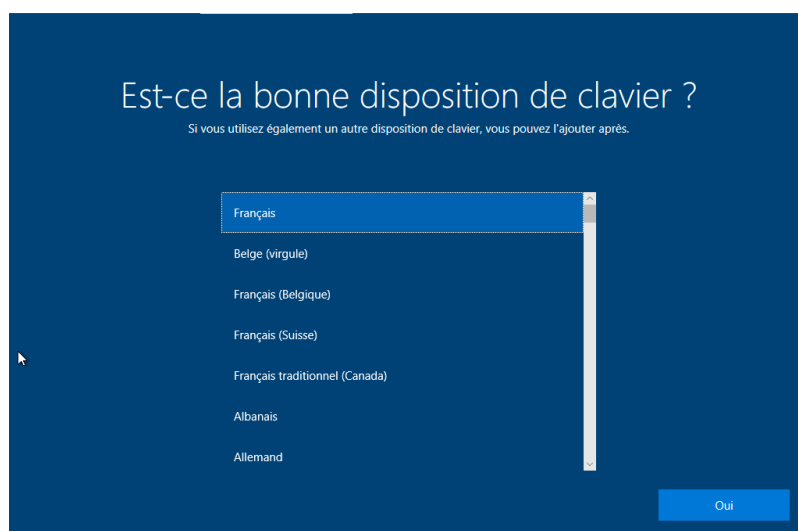 Est-ce la bonne disposition de clavier ?
Si vous utilisez également un autre disposition de clavier, vous pouvez l'ajouter après.
Français
Belge (virgule)
Français (Belgique)
Français (Suisse)
Français traditionnel (Canada)
Albanais
Allemand
Oui